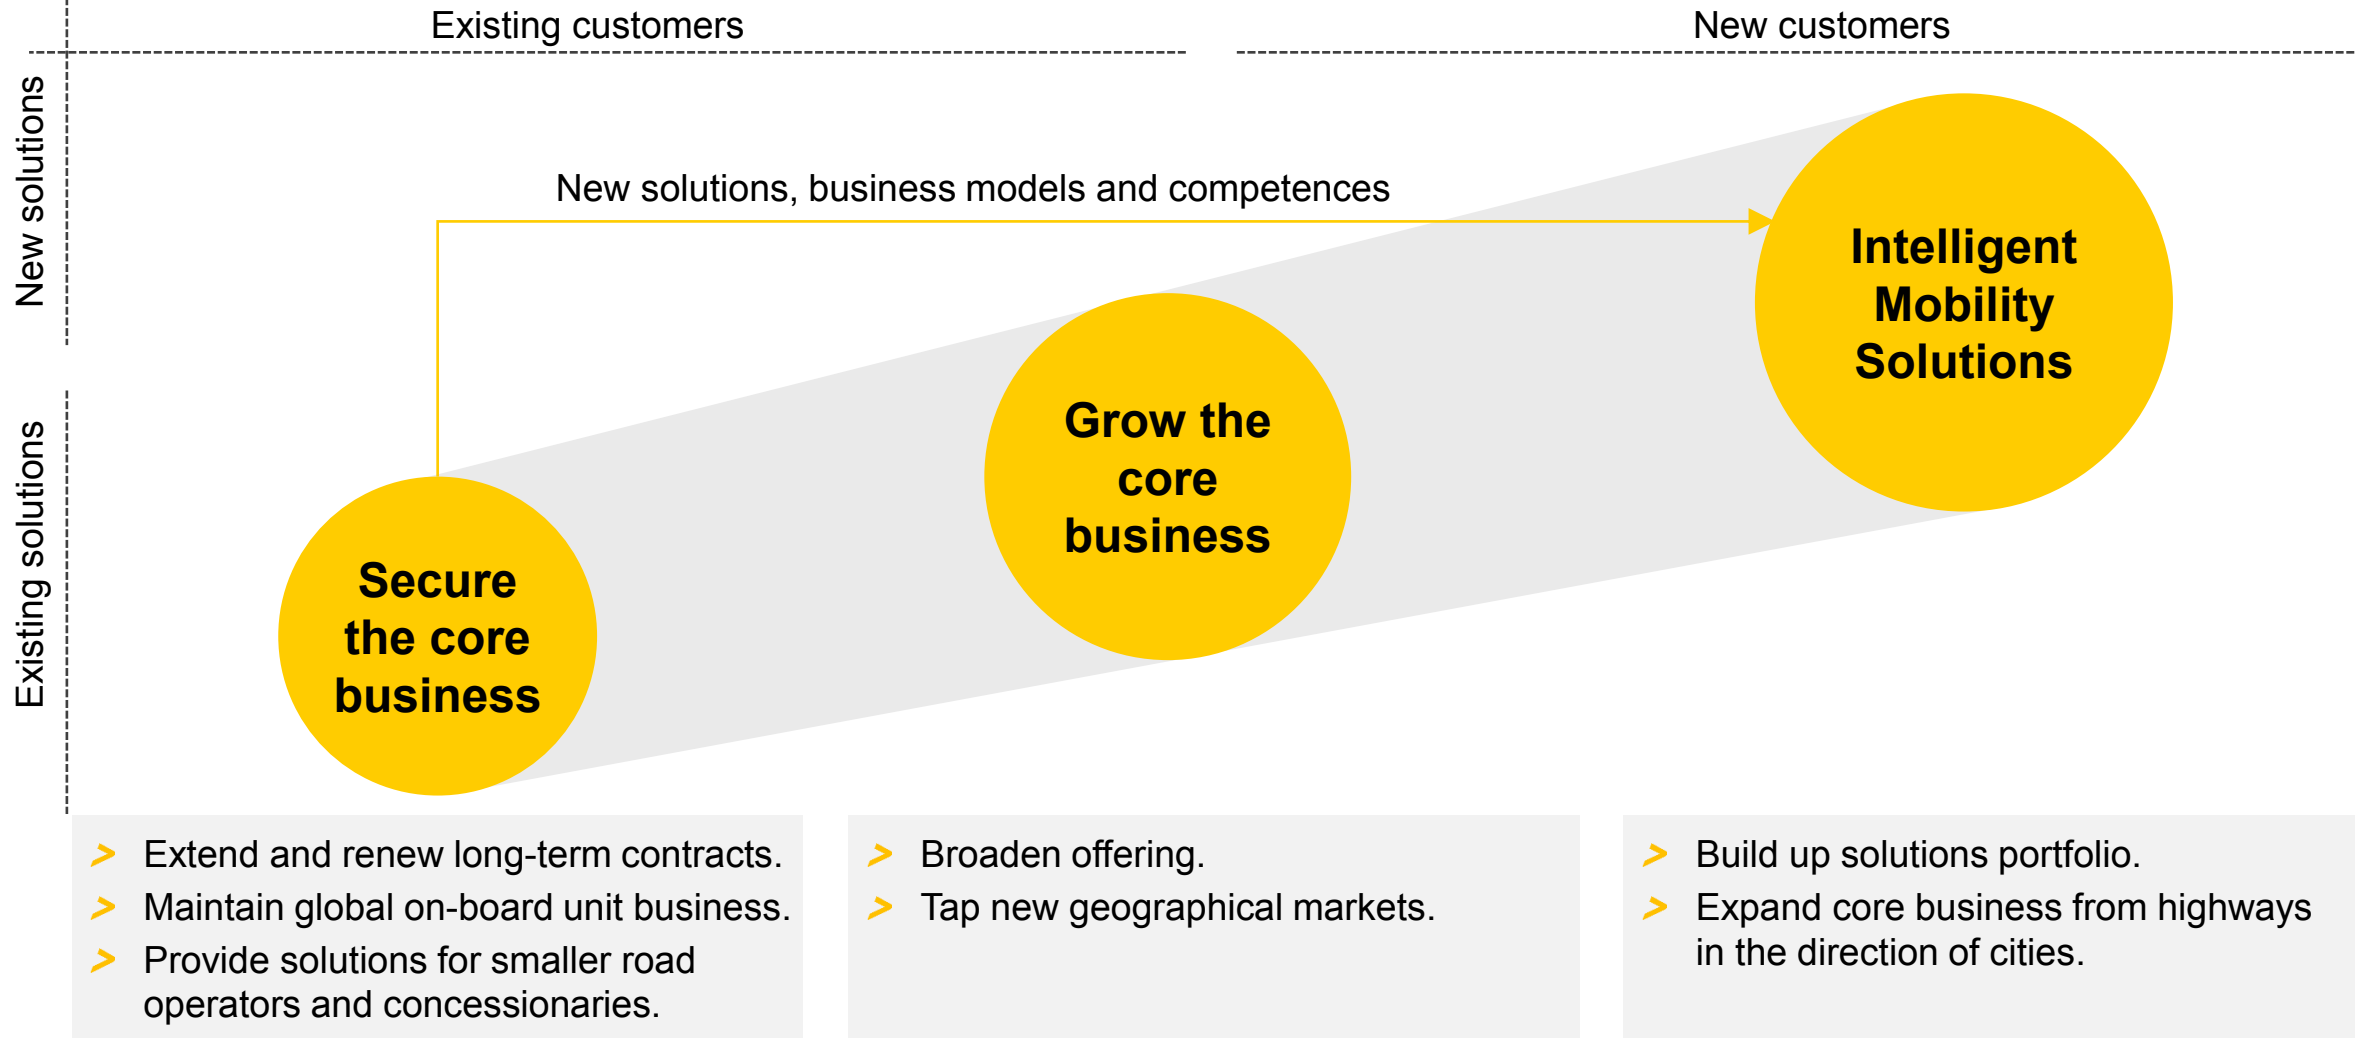 Existing customers
New customers
New solutions
Existing solutions
New solutions, business models and competences
Secure
the core
business
Grow the
core
business
Intelligent
Mobility
Solutions
> Extend and renew long-term contracts.
> Maintain global on-board unit business.
> Provide solutions for smaller road
operators and concessionaries.
> Broaden offering.
> Tap new geographical markets.
> Build up solutions portfolio.
> Expand core business from highways
in the direction of cities.